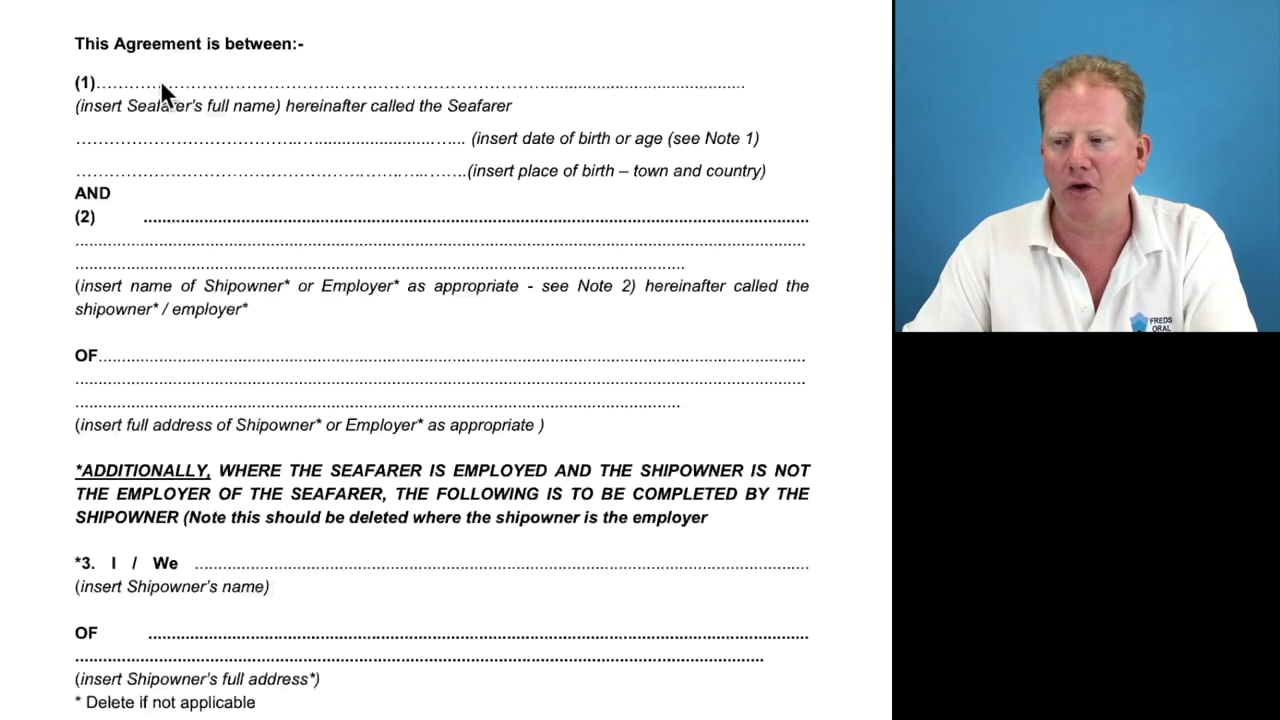 This Agreement is between:-
(1)……………………………………………………………………………………
(insert Seafarer's full name) hereinafter called the Seafarer
…………………………………………………………… (insert date of birth or age (see Note 1)
……………………………………………………………(insert place of birth – town and country)
AND
(2) ................................................................................................................
................................................................................................................
................................................................................................
(insert name of Shipowner* or Employer* as appropriate - see Note 2) hereinafter called the
shipowner* / employer*
OF................................................................................................................
................................................................................................................
................................................................................................
(insert full address of Shipowner* or Employer* as appropriate )
*ADDITIONALLY, WHERE THE SEAFARER IS EMPLOYED AND THE SHIPOWNER IS NOT
THE EMPLOYER OF THE SEAFARER, THE FOLLOWING IS TO BE COMPLETED BY THE
SHIPOWNER (Note this should be deleted where the shipowner is the employer
*3. I / We ................................................................................................
(insert Shipowner's name)
OF ................................................................................................................
................................................................................................................
(insert Shipowner's full address*)
* Delete if not applicable
FREDS
ORAL